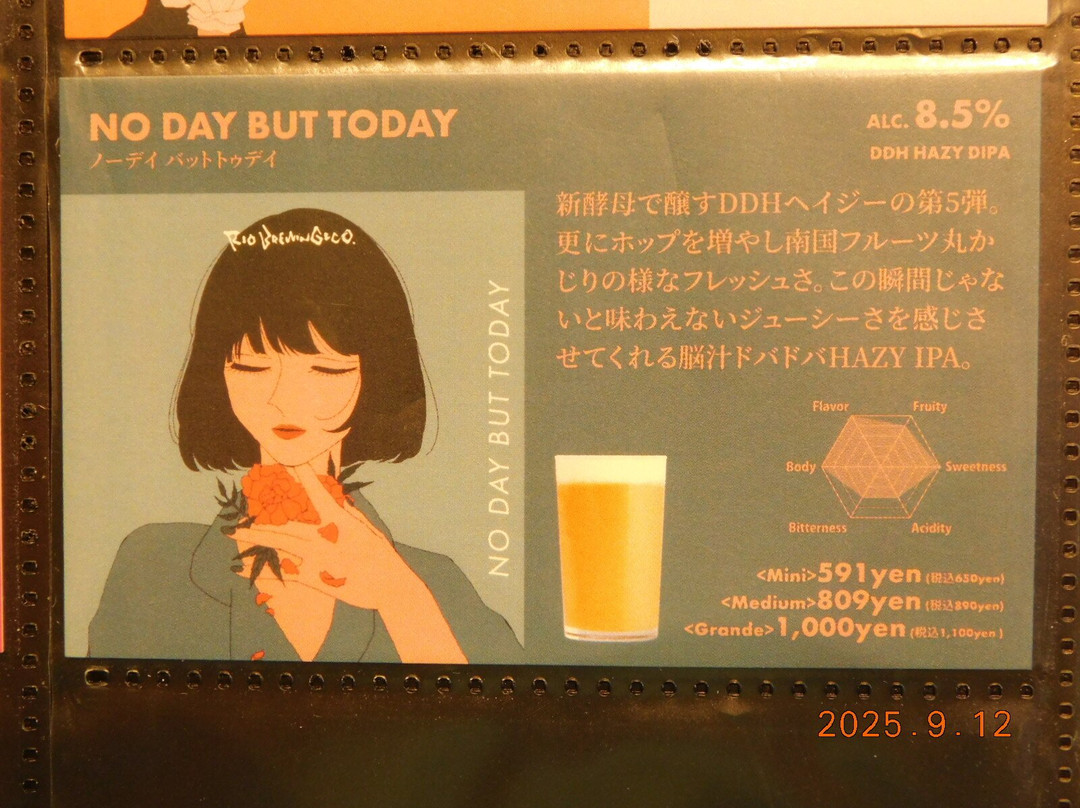 NO DAY BUT TODAY
ノーデイ バットトゥデイ
ALC. 8.5%
DDH HAZY DIPA
RIO BREWING&CO.
NO DAY BUT TODAY
新酵母で醸すDDHヘイジーの第5弾。
更にホップを増やし南国フルーツ丸か
じりの様なフレッシュさ。この瞬間じゃな
いと味わえないジューシーさを感じさ
せてくれる脳汁ドバドバHAZY IPA。
Flavor
Fruity
Body
Sweetness
Bitterness
Acidity
<Mini>591yen (税込650yen)
<Medium>809yen (税込890yen)
<Grande>1,000yen (税込1,100yen)
2025.9.12